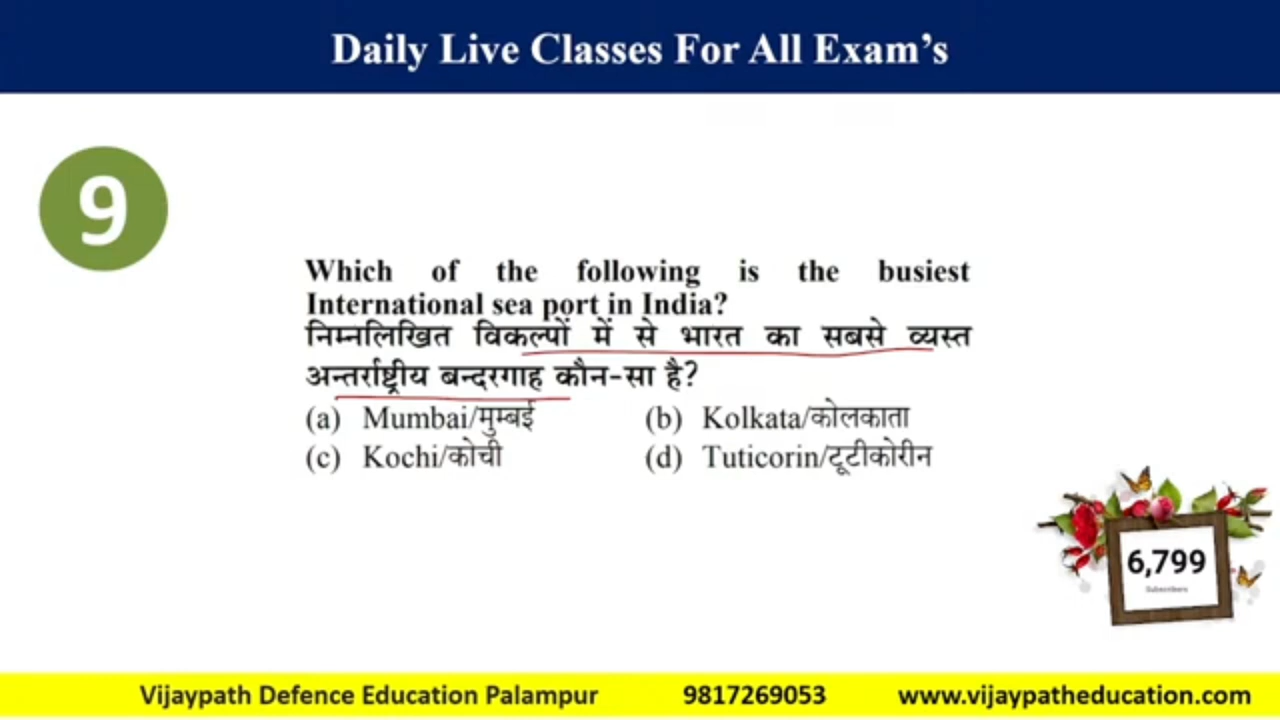 Daily Live Classes For All Exam's
9
Which of the following is the busiest
International sea port in India?
निम्नलिखित विकल्पों में से भारत का सबसे व्यस्त
अन्तर्राष्ट्रीय बन्दरगाह कौन-सा है?
(a) Mumbai/मुम्बई (b) Kolkata/कोलकाता
(c) Kochi/कोची (d) Tuticorin/टूटीकोरीन
6,799
Subscribers
Vijaypath Defence Education Palampur 9817269053 www.vijaypatheducation.com